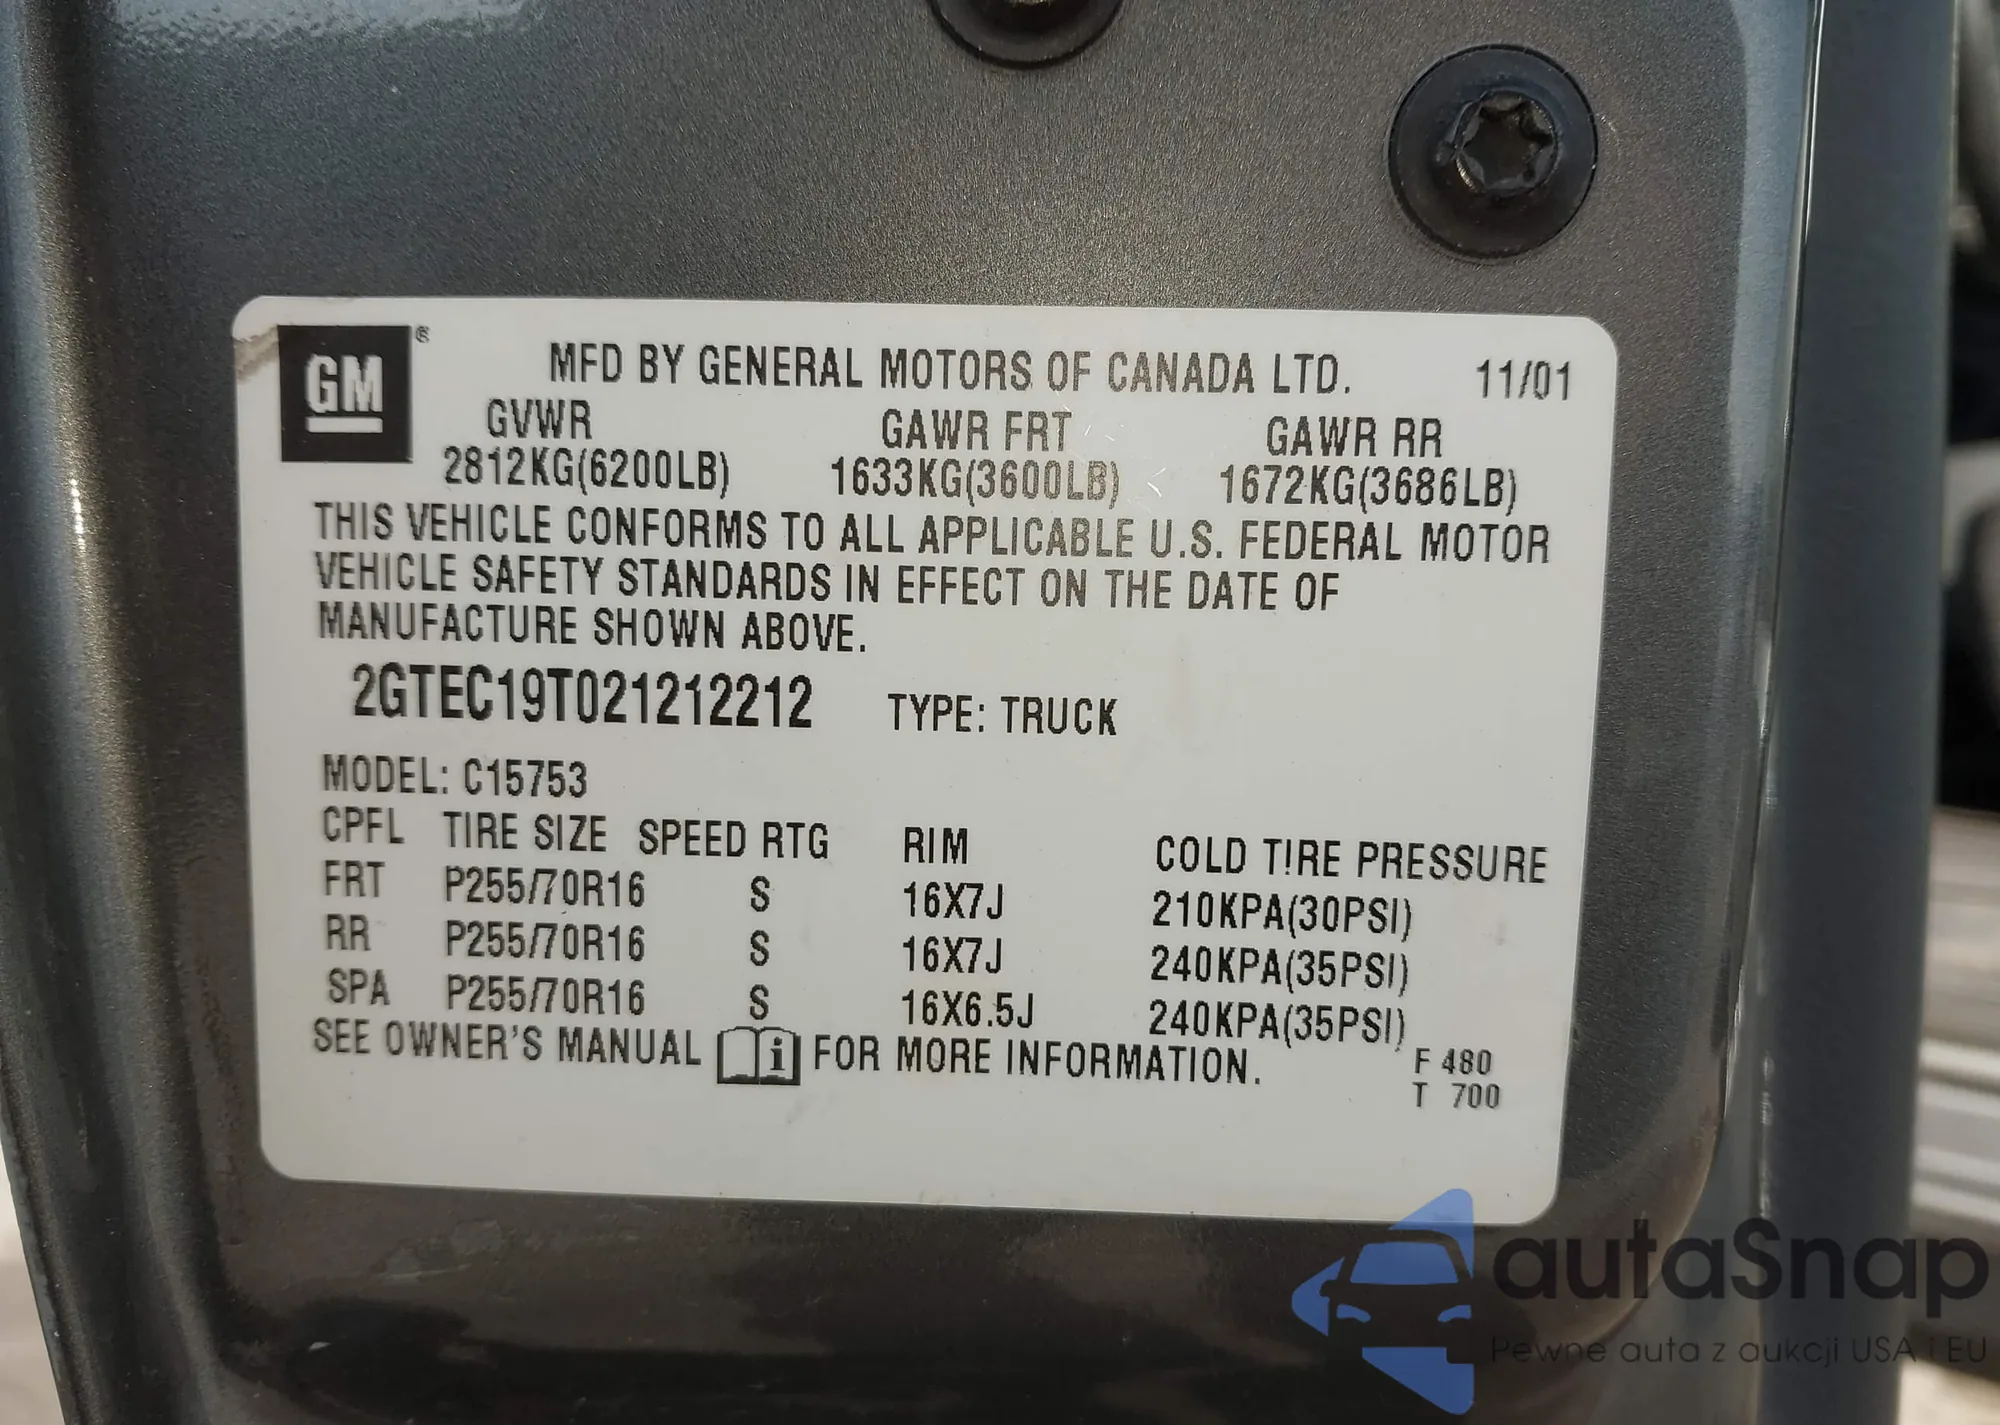 GM®
MFD BY GENERAL MOTORS OF CANADA LTD. 11/01
GVWR GAWR FRT GAWR RR
2812KG(6200LB) 1633KG(3600LB) 1672KG(3686LB)
THIS VEHICLE CONFORMS TO ALL APPLICABLE U.S. FEDERAL MOTOR
VEHICLE SAFETY STANDARDS IN EFFECT ON THE DATE OF
MANUFACTURE SHOWN ABOVE.
2GTEC19T021212212 TYPE: TRUCK
MODEL: C15753
CPFL TIRE SIZE SPEED RTG RIM COLD TIRE PRESSURE
FRT P255/70R16 S 16X7J 210KPA(30PSI)
RR P255/70R16 S 16X7J 240KPA(35PSI)
SPA P255/70R16 S 16X6.5J 240KPA(35PSI)
SEE OWNER'S MANUAL i FOR MORE INFORMATION.
F 480
T 700
autaSnap
Pewne auta z aukcji USA i EU